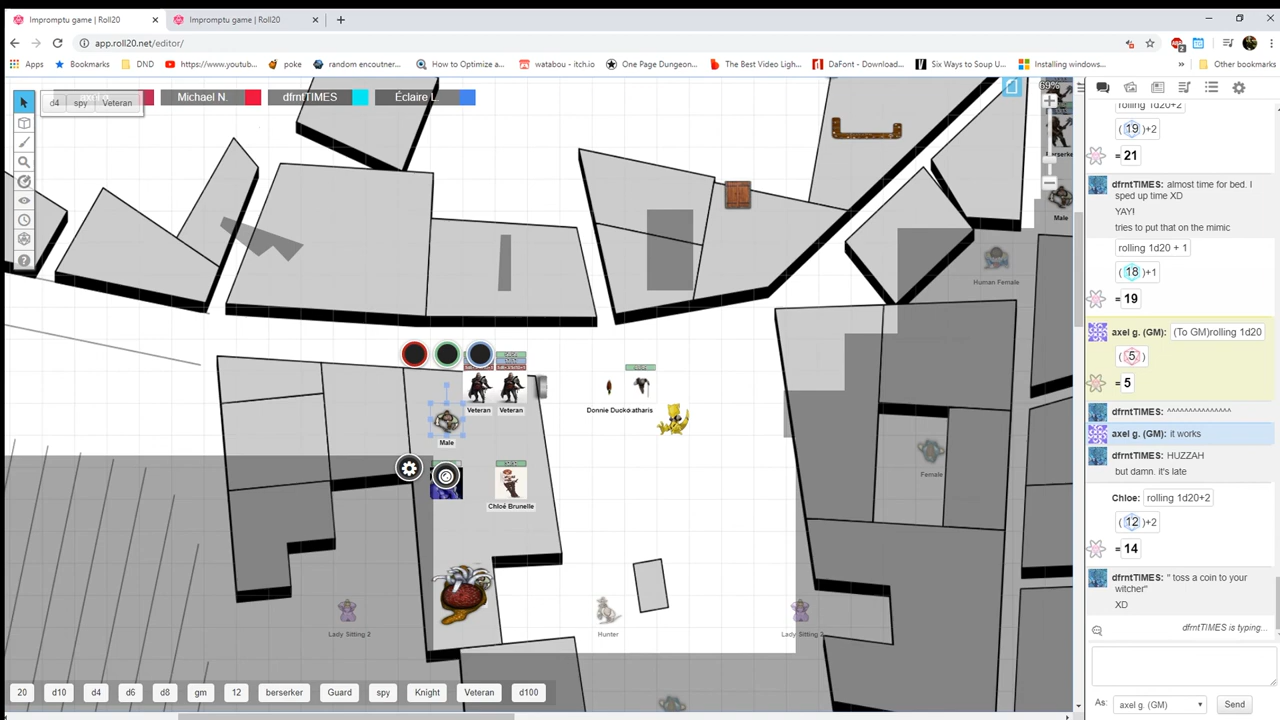 Impromptu game | Roll20
Impromptu game | Roll20
app.roll20.net/editor/
Apps
Bookmarks
DND
https://www.youtub...
poke
random encoutner...
How to Optimize a...
watabou - itch.io
One Page Dungeon...
The Best Video Ligh...
DaFont - Downloa...
Six Ways to Soup U...
Installing windows...
Other bookmarks
d4 spy Veteran
Michael N.
dfrntTIMES
Éclaire L.
69%
Male
Human Female
Veteran
Veteran
Male
Chloé Brunelle
Female
Lady Sitting 2
Hunter
20 d10 d4 d6 d8 gm 12 berserker Guard spy Knight Veteran d100
rolling 1d20+2
(19)+2
= 21
dfrntTIMES: almost time for bed. I
sped up time XD
YAY!
tries to put that on the mimic
rolling 1d20 + 1
(18)+1
= 19
axel g. (GM): (To GM)rolling 1d20
(5)
= 5
dfrntTIMES: ^^^^^^^^^^^^^^^
axel g. (GM): it works
dfrntTIMES: HUZZAH
but damn. it's late
Chloe: rolling 1d20+2
(12)+2
= 14
dfrntTIMES: " toss a coin to your
witcher"
XD
dfrntTIMES is typing...
As: axel g. (GM)
Send